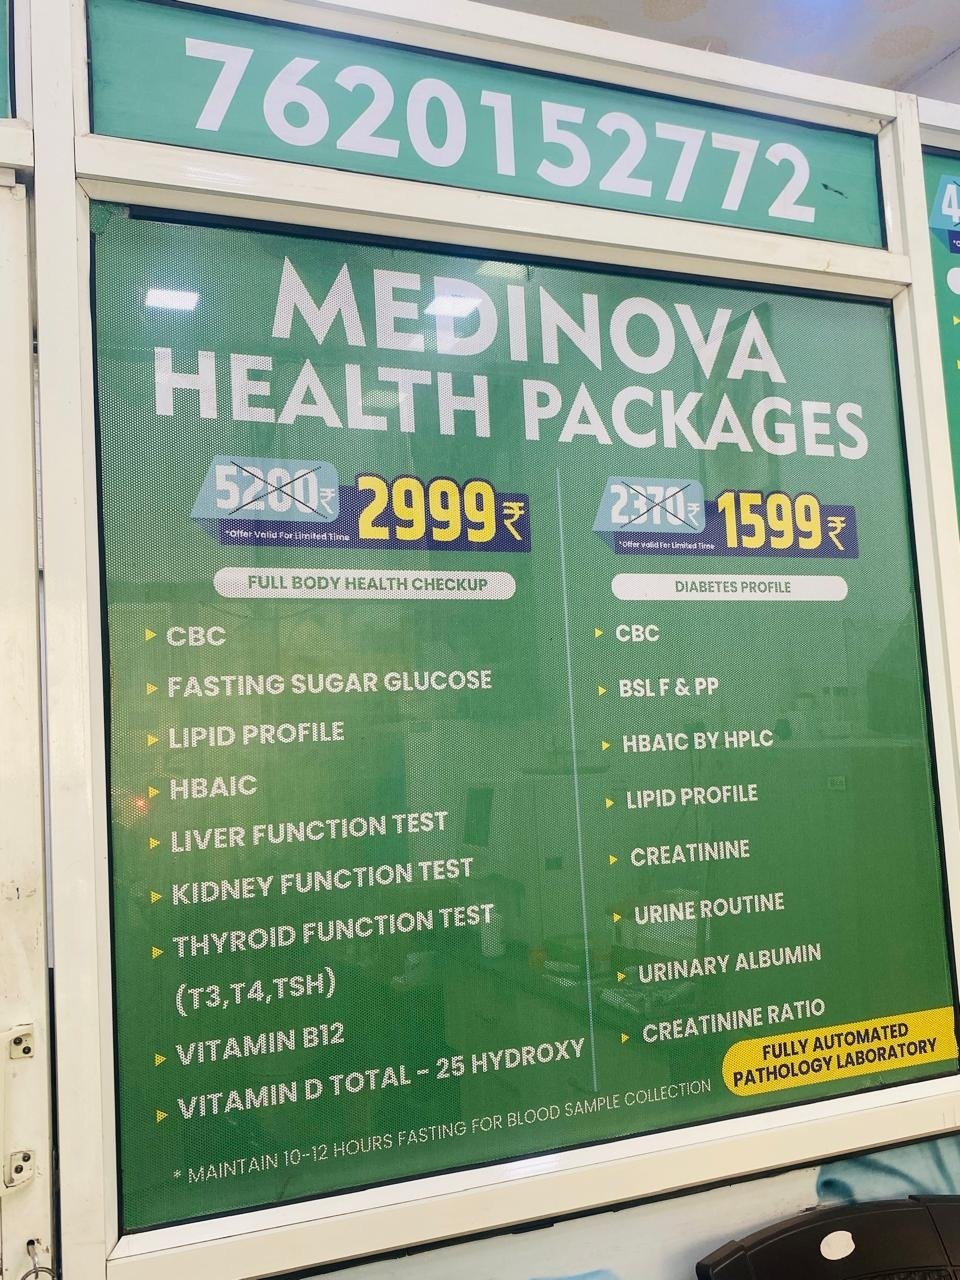 7620152772
MEDINOVA
HEALTH PACKAGES
5200₹ 2999₹
*Offer Valid For Limited Time
FULL BODY HEALTH CHECKUP
CBC
FASTING SUGAR GLUCOSE
LIPID PROFILE
HBAIC
LIVER FUNCTION TEST
KIDNEY FUNCTION TEST
THYROID FUNCTION TEST
(T3,T4,TSH)
VITAMIN B12
VITAMIN D TOTAL - 25 HYDROXY
2370₹ 1599₹
*Offer Valid For Limited Time
DIABETES PROFILE
CBC
BSL F & PP
HBA1C BY HPLC
LIPID PROFILE
CREATININE
URINE ROUTINE
URINARY ALBUMIN
CREATININE RATIO
FULLY AUTOMATED
PATHOLOGY LABORATORY
* MAINTAIN 10-12 HOURS FASTING FOR BLOOD SAMPLE COLLECTION